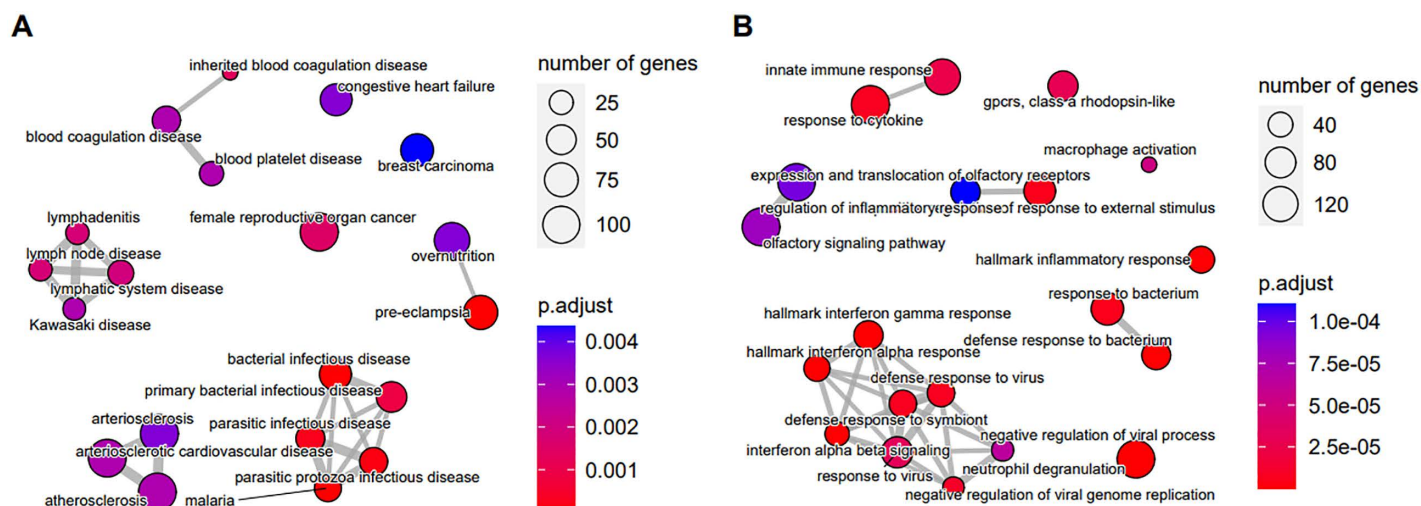 A
inherited blood coagulation disease
congestive heart failure
blood coagulation disease
blood platelet disease
breast carcinoma
lymphadenitis
female reproductive organ cancer
lymph node disease
overnutrition
lymphatic system disease
Kawasaki disease
pre-eclampsia
bacterial infectious disease
primary bacterial infectious disease
arteriosclerosis
parasitic infectious disease
arteriosclerotic cardiovascular disease
parasitic protozoa infectious disease
atherosclerosis
malaria
number of genes
25
50
75
100
p.adjust
0.004
0.003
0.002
0.001
B
innate immune response
gpcrs, class a rhodopsin-like
response to cytokine
macrophage activation
expression and translocation of olfactory receptors
regulation of inflammatory response
of response to external stimulus
olfactory signaling pathway
hallmark inflammatory response
response to bacterium
hallmark interferon gamma response
defense response to bacterium
hallmark interferon alpha response
defense response to virus
defense response to symbiont
negative regulation of viral process
interferon alpha beta signaling
neutrophil degranulation
response to virus
negative regulation of viral genome replication
number of genes
40
80
120
p.adjust
1.0e-04
7.5e-05
5.0e-05
2.5e-05